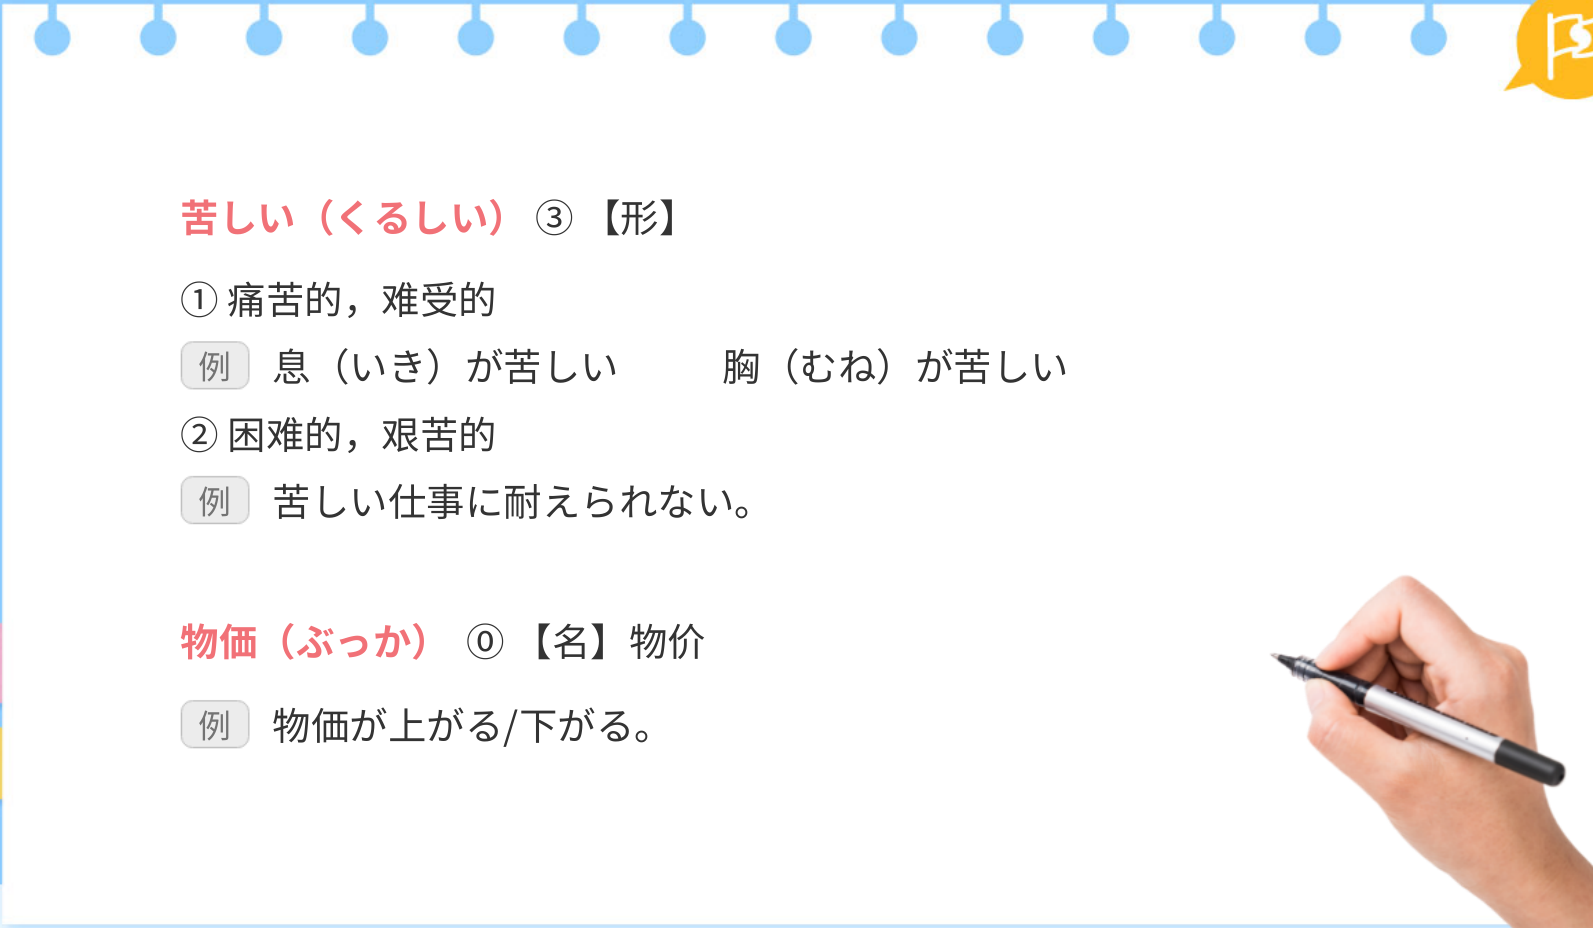 苦しい（くるしい） ③ 【形】
① 痛苦的，难受的
例 息（いき）が苦しい 胸（むね）が苦しい
② 困难的，艰苦的
例 苦しい仕事に耐えられない。
物価（ぶっか） ⓪ 【名】物价
例 物価が上がる/下がる。